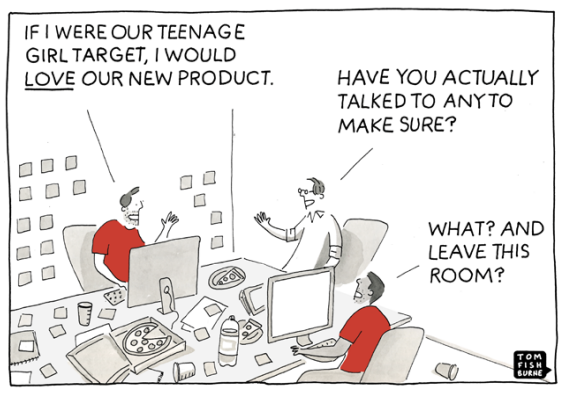 IF I WERE OUR TEENAGE
GIRL TARGET, I WOULD
LOVE OUR NEW PRODUCT.
HAVE YOU ACTUALLY
TALKED TO ANY TO
MAKE SURE?
WHAT? AND
LEAVE THIS
ROOM?
TOM
FISH
BURNE